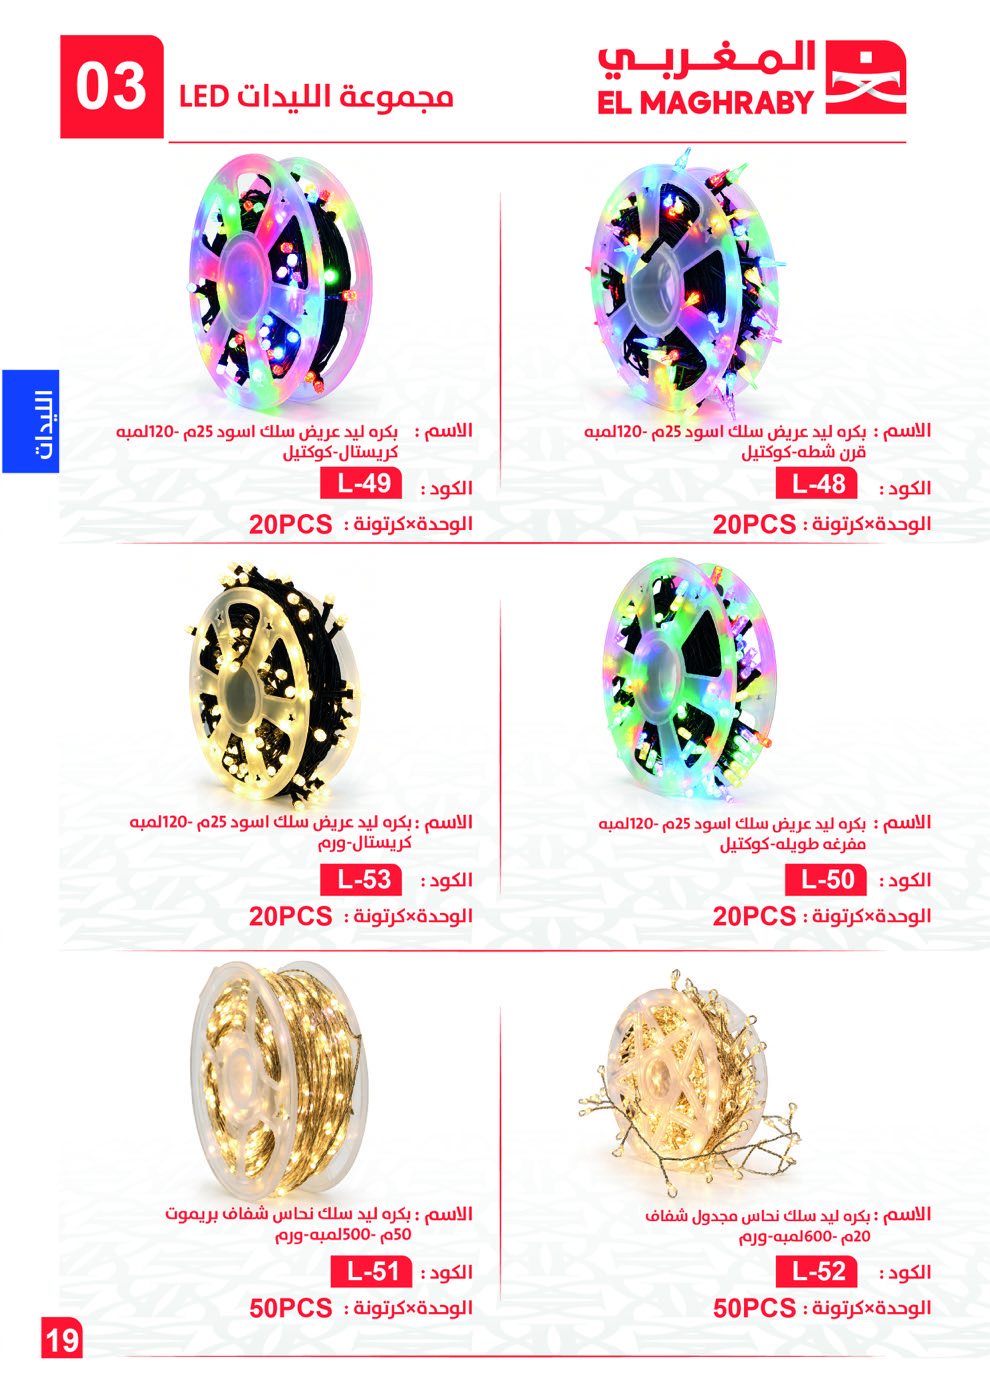 المغربي
EL MAGHRABY
مجموعة الليدات LED
03
الليدات
الاسم : بكره ليد عريض سلك اسود 25م -120لمبه
قرن شطه-كوكتيل
الكود : L-48
الوحدة×كرتونة : 20PCS
الاسم : بكره ليد عريض سلك اسود 25م -120لمبه
كريستال-كوكتيل
الكود : L-49
الوحدة×كرتونة : 20PCS
الاسم : بكره ليد عريض سلك اسود 25م -120لمبه
مفرغه طويله-كوكتيل
الكود : L-50
الوحدة×كرتونة : 20PCS
الاسم : بكره ليد عريض سلك اسود 25م -120لمبه
كريستال-ورم
الكود : L-53
الوحدة×كرتونة : 20PCS
الاسم : بكره ليد سلك نحاس مجدول شفاف
20م -600لمبه-ورم
الكود : L-52
الوحدة×كرتونة : 50PCS
الاسم : بكره ليد سلك نحاس شفاف بريموت
50م -500لمبه-ورم
الكود : L-51
الوحدة×كرتونة : 50PCS
19